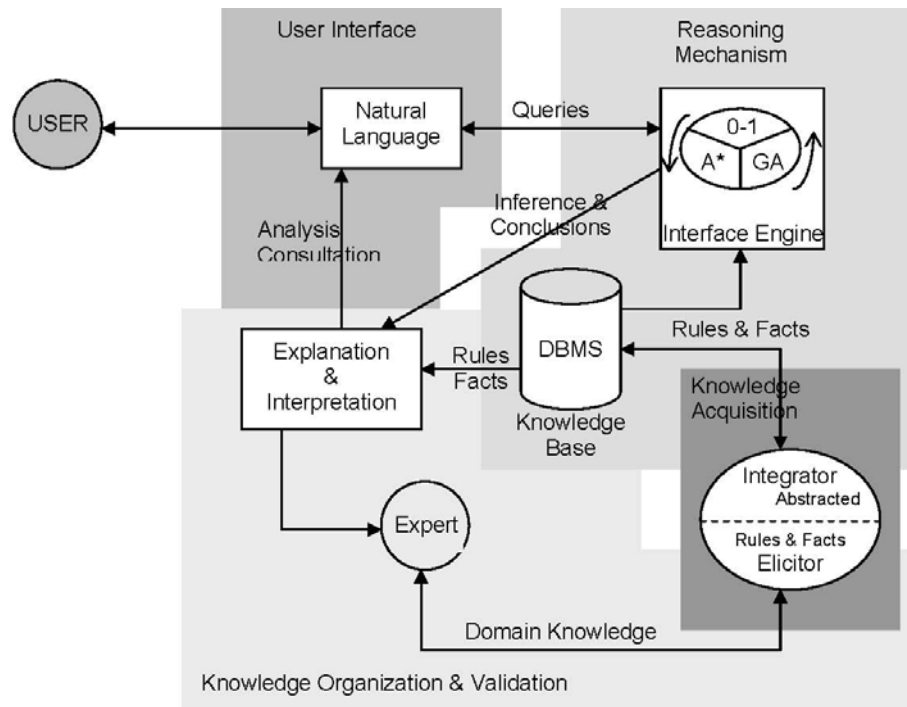 User Interface
Reasoning
Mechanism
USER
Natural
Language
Queries
0-1
A*
GA
Inference &
Conclusions
Interface Engine
Analysis
Consultation
DBMS
Rules & Facts
Explanation
&
Interpretation
Rules
Facts
Knowledge
Base
Knowledge
Acquisition
Integrator
Abstracted
Rules & Facts
Elicitor
Expert
Domain Knowledge
Knowledge Organization & Validation